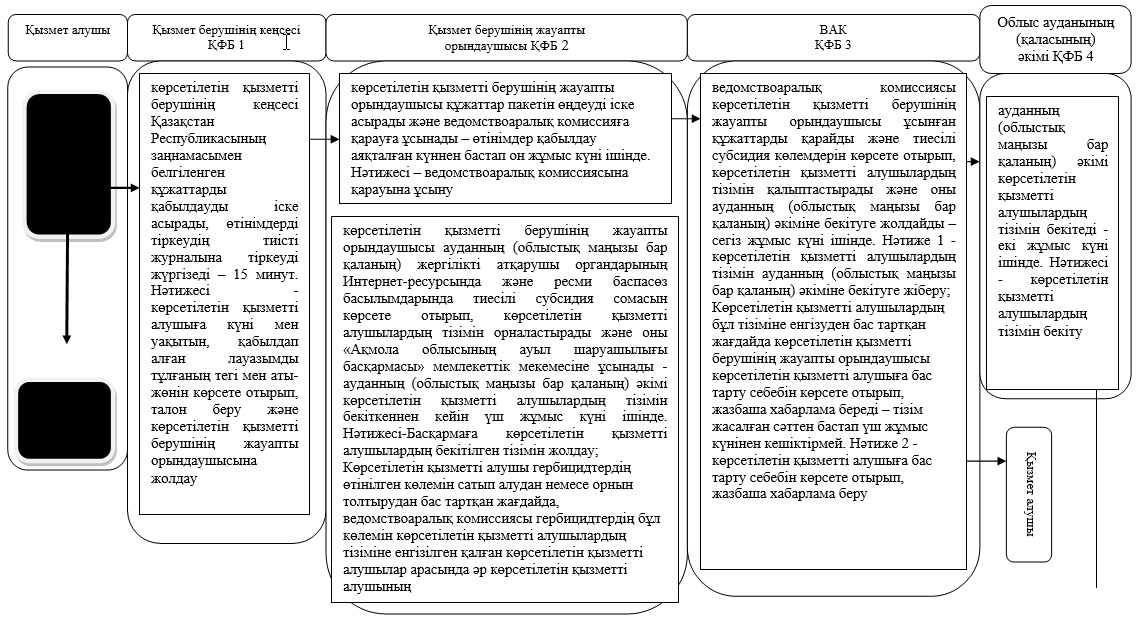 Қызмет алушы
Қызмет берушінің кеңсесі
ҚФБ 1
Қызмет берушінің жауапты
орындаушысы ҚФБ 2
ВАК
ҚФБ 3
Облыс ауданының
(қаласының)
әкімі ҚФБ 4
көрсетілетін қызметті
берушінің кеңсесі
Қазақстан
Республикасының
заңнамасымен
белгіленген
құжаттарды
қабылдауды іске
асырады, өтінімдерді
тіркеудің тиісті
журналына тіркеуді
жүргізеді – 15 минут.
Нәтижесі -
көрсетілетін қызметті
алушыға күні мен
уақытын, қабылдап
алған лауазымды
тұлғаның тегі мен аты-
жөнін көрсете отырып,
талон беру және
көрсетілетін қызметті
берушінің жауапты
орындаушысына
жолдау
көрсетілетін қызметті берушінің жауапты
орындаушысы құжаттар пакетін өңдеуді іске
асырады және ведомствоаралық комиссияға
қарауға ұсынады – өтінімдер қабылдау
аяқталған күннен бастап он жұмыс күні ішінде.
Нәтижесі – ведомствоаралық комиссиясына
қарауына ұсыну
көрсетілетін қызметті берушінің жауапты
орындаушысы ауданның (облыстық маңызы бар
қаланың) жергілікті атқарушы органдарының
Интернет-ресурсында және ресми баспасөз
басылымдарында тиесілі субсидия сомасын
көрсете отырып, көрсетілетін қызметті
алушылардың тізімін орналастырады және оны
«Ақмола облысының ауыл шаруашылығы
басқармасы» мемлекеттік мекемесіне ұсынады -
ауданның (облыстық маңызы бар қаланың) әкімі
көрсетілетін қызметті алушылардың тізімін
бекіткеннен кейін үш жұмыс күні ішінде.
Нәтижесі-Басқармаға көрсетілетін қызметті
алушылардың бекітілген тізімін жолдау;
Көрсетілетін қызметті алушы гербицидтердің
өтінілген көлемін сатып алудан немесе орнын
толтырудан бас тартқан жағдайда,
ведомствоаралық комиссиясы гербицидтердің бұл
көлемін көрсетілетін қызметті алушылардың
тізіміне енгізілген қалған көрсетілетін қызметті
алушылар арасында әр көрсетілетін қызметті
алушының
ведомствоаралық комиссиясы
көрсетілетін қызметті берушінің
жауапты орындаушысы ұсынған
құжаттарды қарайды және тиесілі
субсидия көлемдерін көрсете отырып,
көрсетілетін қызметті алушылардың
тізімін қалыптастырады және оны
ауданның (облыстық маңызы бар
қаланың) әкіміне бекітуге жолдайды –
сегіз жұмыс күні ішінде. Нәтиже 1 -
көрсетілетін қызметті алушылардың
тізімін ауданның (облыстық маңызы
бар қаланың) әкіміне бекітуге жіберу;
Көрсетілетін қызметті алушылардың
бұл тізіміне енгізуден бас тартқан
жағдайда көрсетілетін қызметті
берушінің жауапты орындаушысы
көрсетілетін қызметті алушыға бас
тарту себебін көрсете отырып,
жазбаша хабарлама береді – тізім
жасалған сәттен бастап үш жұмыс
күнінен кешіктірмей. Нәтиже 2 -
көрсетілетін қызметті алушыға бас
тарту себебін көрсете отырып,
жазбаша хабарлама беру
ауданның
(облыстық
маңызы бар
қаланың) әкімі
көрсетілетін
қызметті
алушылардың
тізімін бекітеді -
екі жұмыс күні
ішінде. Нәтижесі
- көрсетілетін
қызметті
алушылардың
тізімін бекіту
Қызмет алушы